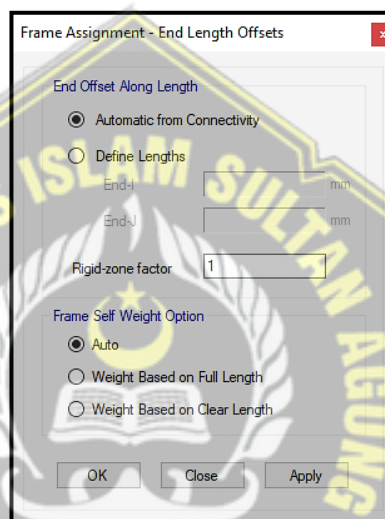 Frame Assignment - End Length Offsets
End Offset Along Length
Automatic from Connectivity
Define Lengths
End-I mm
End-J mm
Rigid-zone factor 1
Frame Self Weight Option
Auto
Weight Based on Full Length
Weight Based on Clear Length
OK Close Apply
ISLAM SULTAN AGUNG